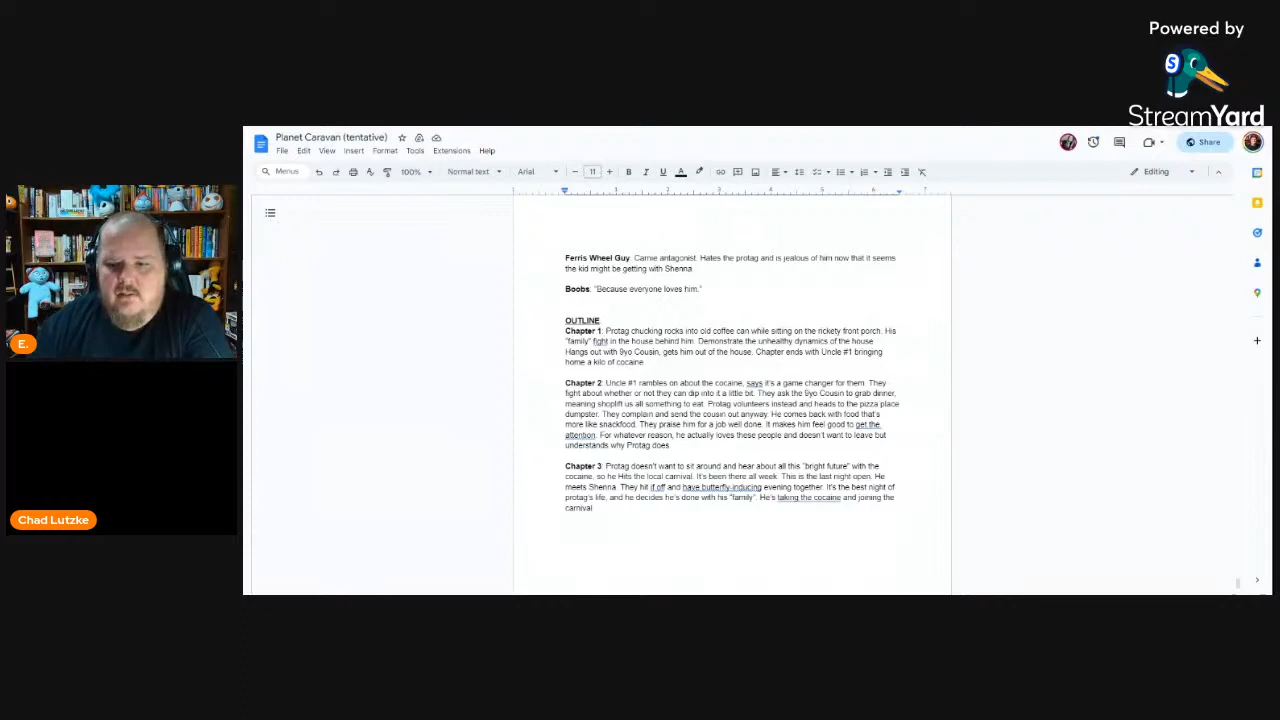 Powered by
S
StreamYard
Planet Caravan (tentative)
File Edit View Insert Format Tools Extensions Help
Share
Menus
100%
Normal text
Arial
11
Editing
1 1 2 3 4 5 6 7
Ferris Wheel Guy. Carnie antagonist. Hates the protag and is jealous of him now that it seems
the kid might be getting with Shenna.
Boobs: "Because everyone loves him."
OUTLINE
Chapter 1: Protag chucking rocks into old coffee can while sitting on the rickety front porch. His
"family" fight in the house behind him. Demonstrate the unhealthy dynamics of the house
Hangs out with 9yo Cousin, gets him out of the house. Chapter ends with Uncle #1 bringing
home a kilo of cocaine
Chapter 2: Uncle #1 rambles on about the cocaine, says it's a game changer for them. They
fight about whether or not they can dip into it a little bit. They ask the 9yo Cousin to grab dinner,
meaning shoplift us all something to eat. Protag volunteers instead and heads to the pizza place
dumpster. They complain and send the cousin out anyway. He comes back with food that's
more like snackfood. They praise him for a job well done. It makes him feel good to get the
attention. For whatever reason, he actually loves these people and doesn't want to leave but
understands why Protag does.
Chapter 3: Protag doesn't want to sit around and hear about all this "bright future" with the
cocaine, so he Hits the local carnival. It's been there all week. This is the last night open. He
meets Shenna. They hit if off and have butterfly-inducing evening together. It's the best night of
protag's life, and he decides he's done with his "family". He's taking the cocaine and joining the
carnival
E.
Chad Lutzke